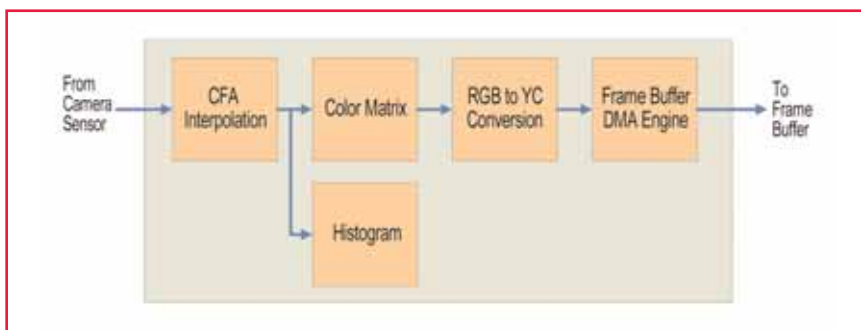 From
Camera
Sensor
CFA
Interpolation
Color Matrix
RGB to YC
Conversion
Frame Buffer
DMA Engine
To
Frame
Buffer
Histogram